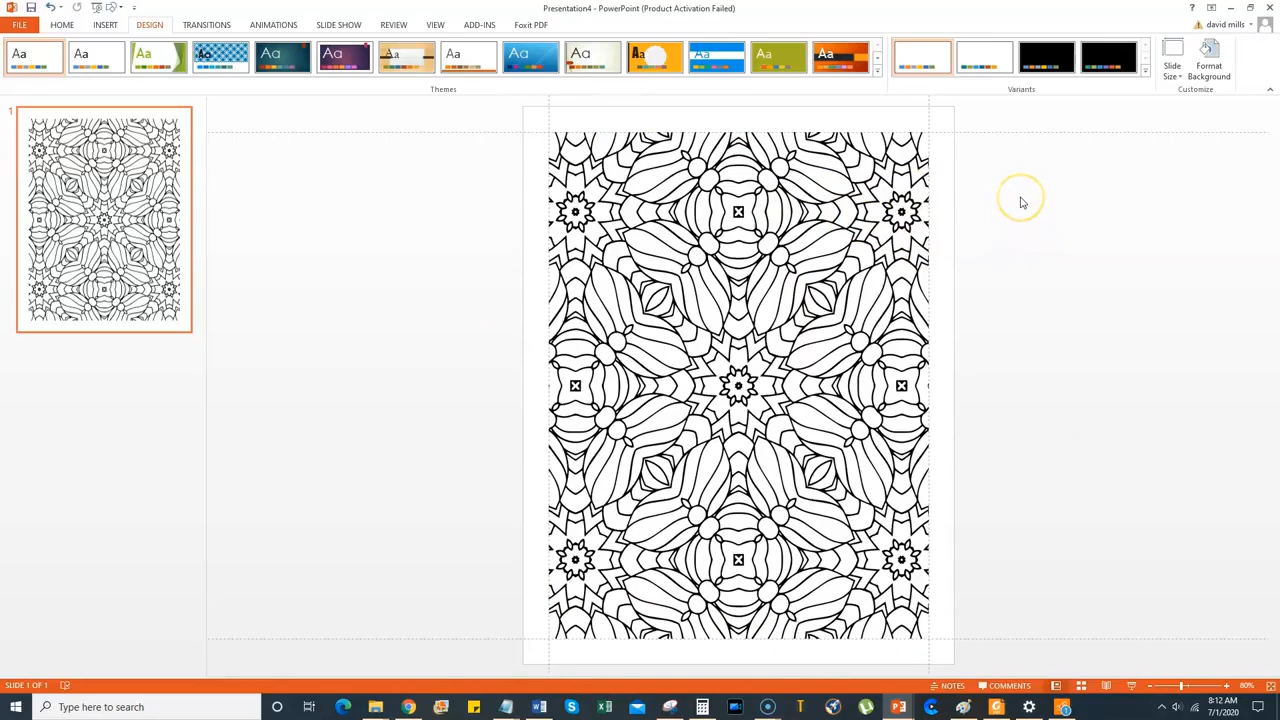 Presentation4 - PowerPoint (Product Activation Failed)
?
FILE HOME INSERT DESIGN TRANSITIONS ANIMATIONS SLIDE SHOW REVIEW VIEW ADD-INS Foxit PDF
david mills
Aa Aa Aa Aa Aa Aa Aa Aa Aa Aa Aa Aa Aa Aa
Slide Size
Format Background
Themes
Variants
Customize
1
SLIDE 1 OF 1
NOTES
COMMENTS
80%
Type here to search
8:12 AM
7/1/2020